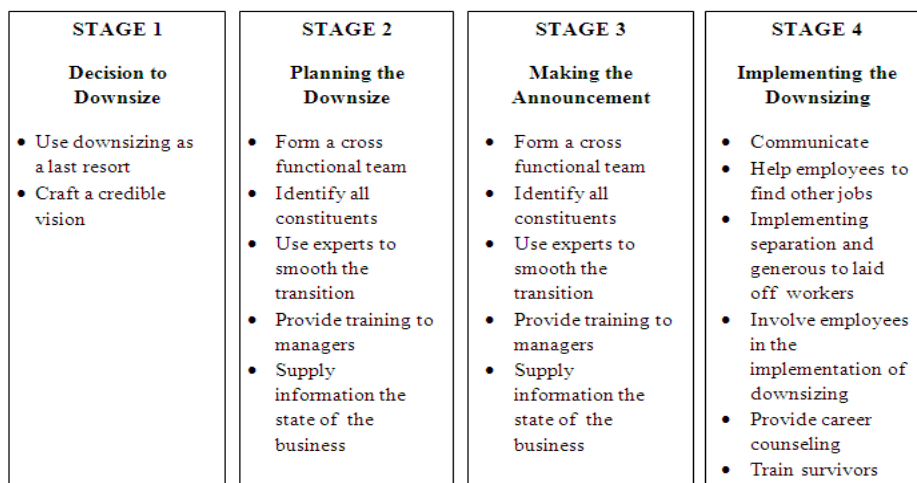 STAGE 1
Decision to
Downsize
• Use downsizing as
a last resort
• Craft a credible
vision
STAGE 2
Planning the
Downsize
• Form a cross
functional team
• Identify all
constituents
• Use experts to
smooth the
transition
• Provide training to
managers
• Supply
information the
state of the
business
STAGE 3
Making the
Announcement
• Form a cross
functional team
• Identify all
constituents
• Use experts to
smooth the
transition
• Provide training to
managers
• Supply
information the
state of the
business
STAGE 4
Implementing the
Downsizing
• Communicate
• Help employees to
find other jobs
• Implementing
separation and
generous to laid
off workers
• Involve employees
in the
implementation of
downsizing
• Provide career
counseling
• Train survivors